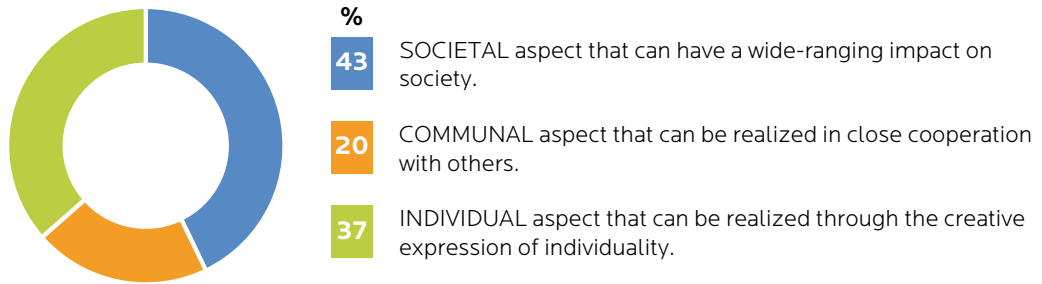 %
43
SOCIETAL aspect that can have a wide-ranging impact on
society.
20
COMMUNAL aspect that can be realized in close cooperation
with others.
37
INDIVIDUAL aspect that can be realized through the creative
expression of individuality.